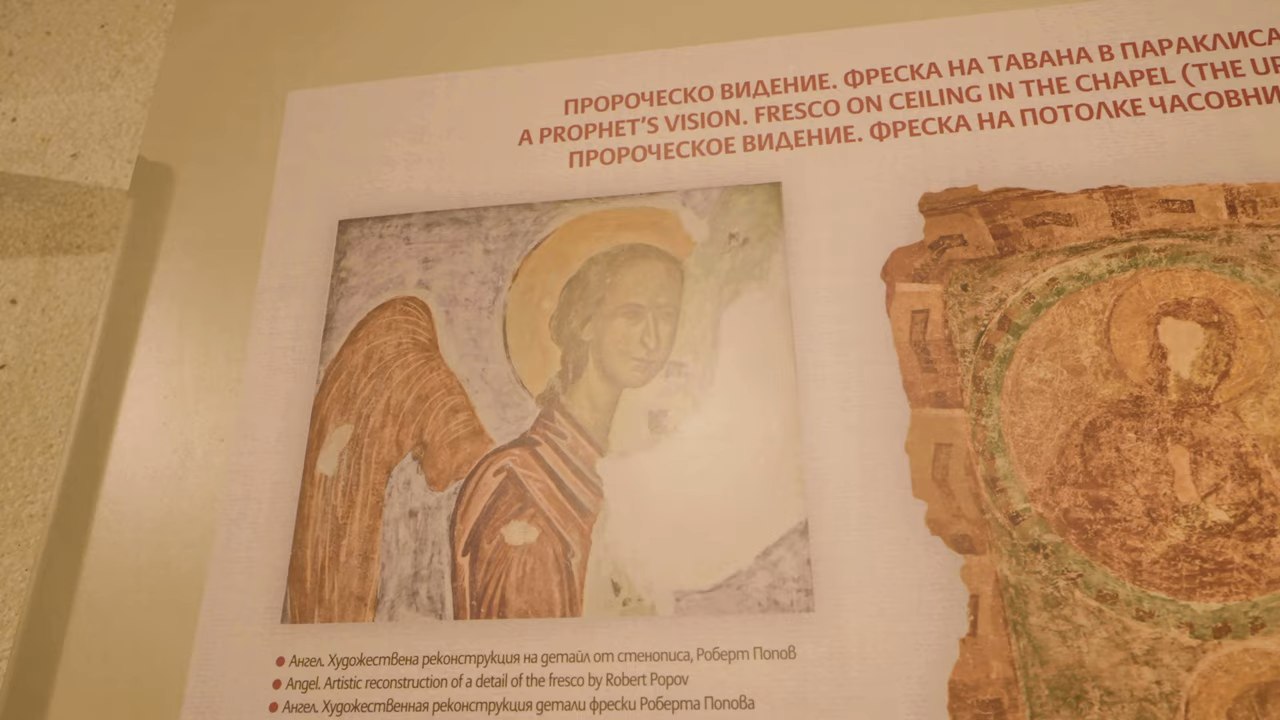 ПРОРОЧЕСКО ВИДЕНИЕ. ФРЕСКА НА ТАВАНА В ПАРАКЛИСА
A PROPHET'S VISION. FRESCO ON CEILING IN THE CHAPEL (THE
ПРОРОЧЕСКОЕ ВИДЕНИЕ. ФРЕСКА НА ПОТОЛКЕ
● Ангел. Художествена реконструкция на детайл от стенописа, Роберт Попов
● Angel. Artistic reconstruction of a detail of the fresco by Robert Popov
● Ангел. Художественная реконструкция детали фрески Роберта Попова